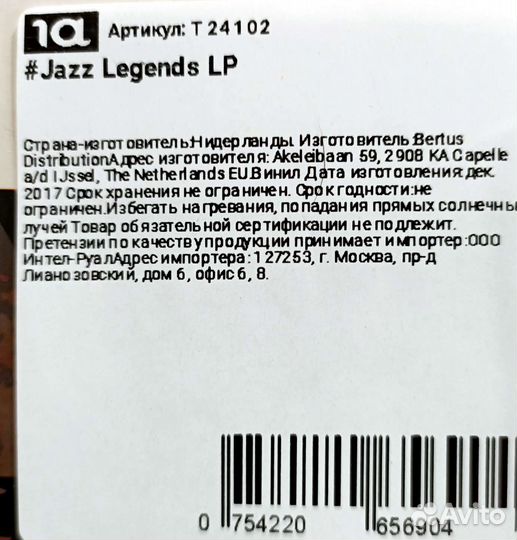 1a Артикул: T 24102
#Jazz Legends LP
Страна-изготовитель:Нидерланды. Изготовитель:Bertus
DistributionАдрес изготовителя: Akeleibaan 59, 2908 KA Capelle
a/d IJssel, The Netherlands EU.Винил. Дата изготовления:дек.
2017 Срок хранения не ограничен. Срок годности:не
ограничен.Избегать нагревания, попадания прямых солнечны
лучей Товар обязательной сертификации не подлежит.
Претензии по качеству продукции принимает импортер:ООО
Интел-РуалАдрес импортера: 127253, г. Москва, пр-д
Лианозовский, дом 6, офис 6, 8.
0 754220 656904
Avito